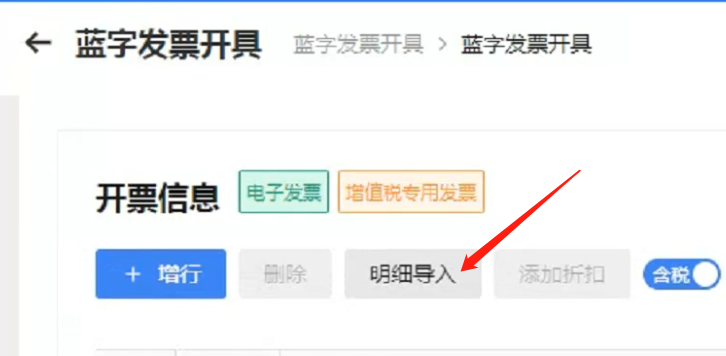 蓝字发票开具 蓝字发票开具 > 蓝字发票开具
开票信息 电子发票 增值税专用发票
+ 增行 删除 明细导入 添加折扣 含税